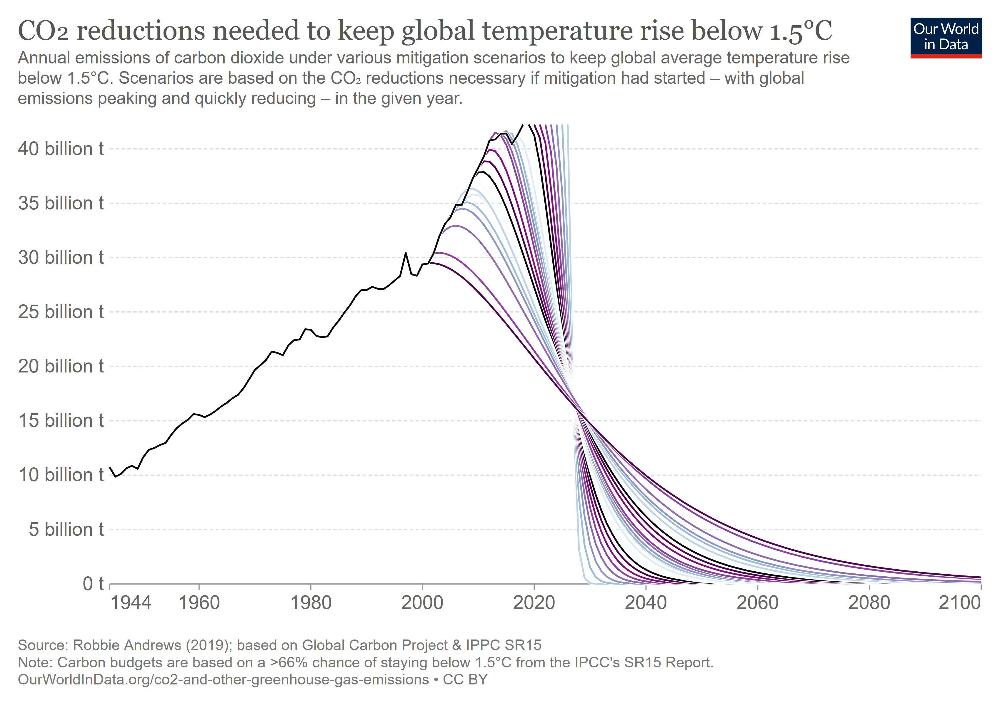 CO₂ reductions needed to keep global temperature rise below 1.5°C
Our World
in Data
Annual emissions of carbon dioxide under various mitigation scenarios to keep global average temperature rise
below 1.5°C. Scenarios are based on the CO₂ reductions necessary if mitigation had started – with global
emissions peaking and quickly reducing – in the given year.
40 billion t
35 billion t
30 billion t
25 billion t
20 billion t
15 billion t
10 billion t
5 billion t
0 t
1944 1960 1980 2000 2020 2040 2060 2080 2100
Source: Robbie Andrews (2019); based on Global Carbon Project & IPPC SR15
Note: Carbon budgets are based on a >66% chance of staying below 1.5°C from the IPCC's SR15 Report.
OurWorldInData.org/co2-and-other-greenhouse-gas-emissions • CC BY